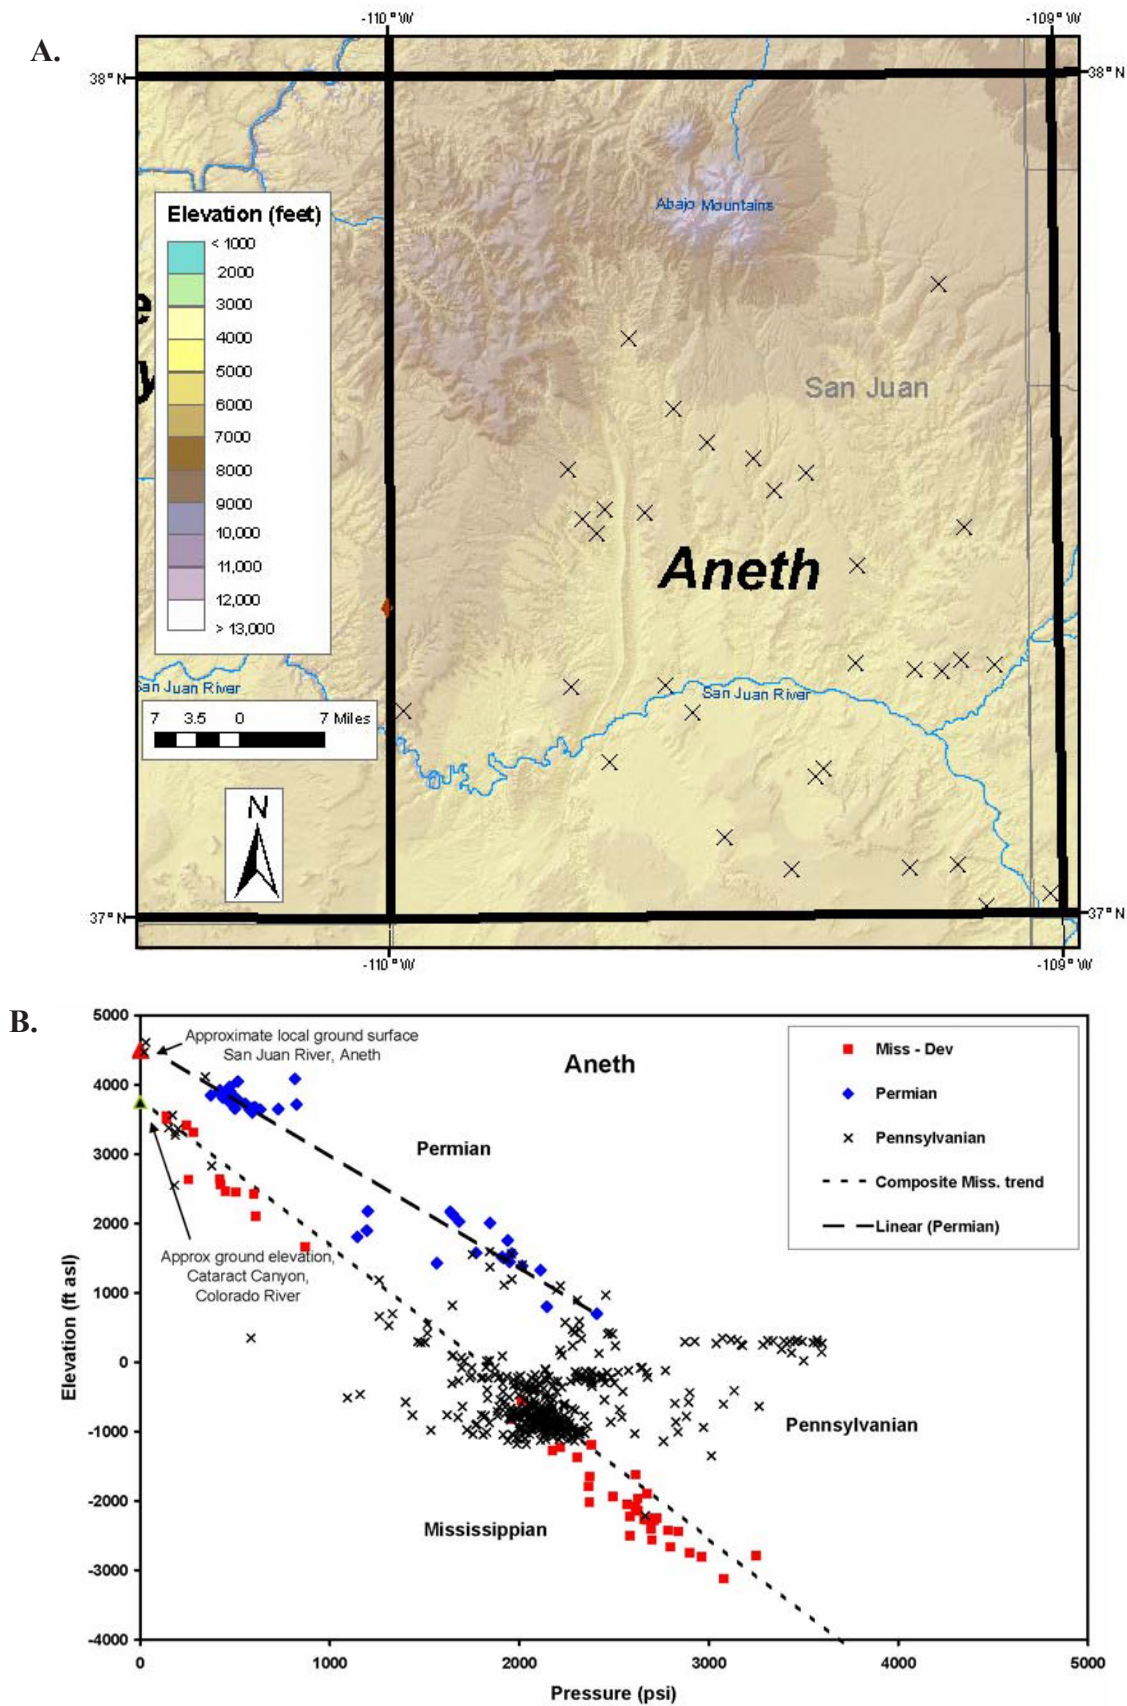 A.
-110°W
-109°W
38°N
38°N
Abajo Mountains
Elevation (feet)
< 1000
2000
3000
4000
5000
6000
7000
8000
9000
10,000
11,000
12,000
> 13,000
e
y
San Juan
Aneth
San Juan River
San Juan River
7 3.5 0 7 Miles
N
37°N
37°N
-110°W
-109°W
B.
5000
4000
3000
2000
1000
0
-1000
-2000
-3000
-4000
Elevation (ft asl)
Approximate local ground surface
San Juan River, Aneth
Aneth
Miss - Dev
Permian
Pennsylvanian
Composite Miss. trend
Linear (Permian)
Permian
Approx ground elevation,
Cataract Canyon,
Colorado River
Pennsylvanian
Mississippian
0 1000 2000 3000 4000 5000
Pressure (psi)